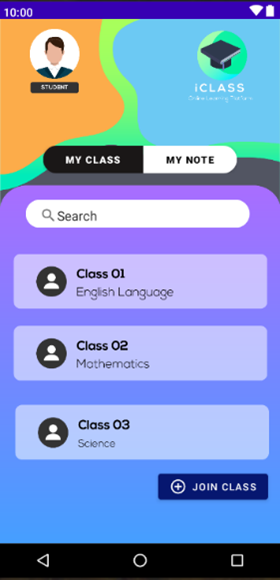 10:00
STUDENT
iCLASS
Online Learning Platform
MY CLASS
MY NOTE
Search
Class 01
English Language
Class 02
Mathematics
Class 03
Science
JOIN CLASS